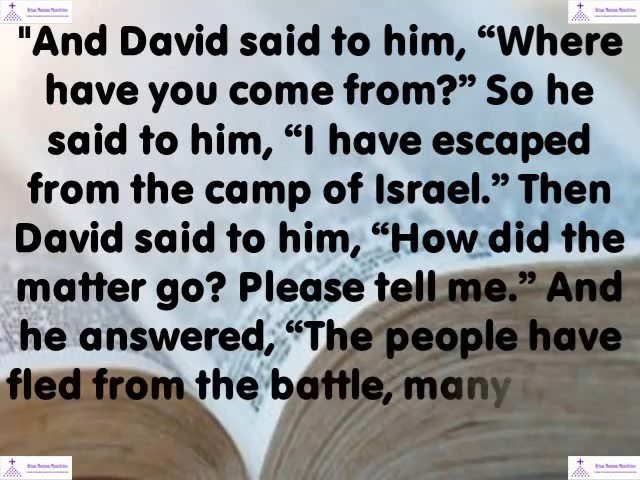 "And David said to him, “Where
have you come from?” So he
said to him, “I have escaped
from the camp of Israel.” Then
David said to him, “How did the
matter go? Please tell me.” And
he answered, “The people have
fled from the battle, many